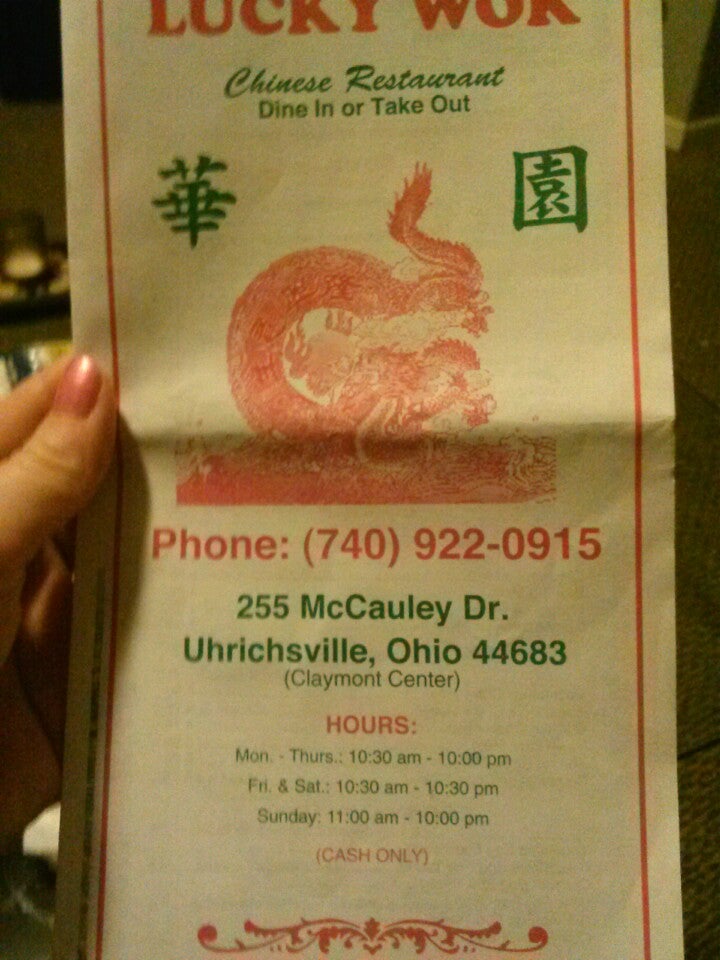 LUCKY WOK
Chinese Restaurant
Dine In or Take Out
華 園
Phone: (740) 922-0915
255 McCauley Dr.
Uhrichsville, Ohio 44683
(Claymont Center)
HOURS:
Mon. - Thurs.: 10:30 am - 10:00 pm
Fri. & Sat.: 10:30 am - 10:30 pm
Sunday: 11:00 am - 10:00 pm
(CASH ONLY)